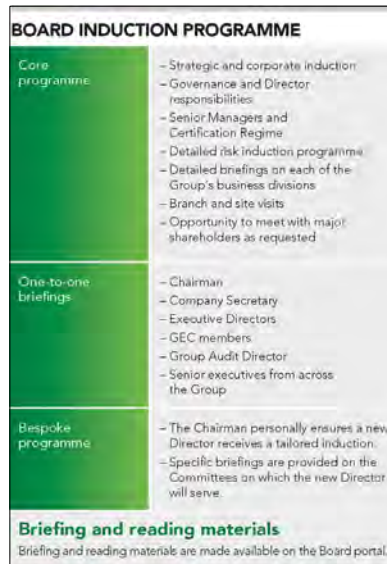 BOARD INDUCTION PROGRAMME
Core
programme
– Strategic and corporate induction
– Governance and Director
responsibilities
– Senior Managers and
Certification Regime
– Detailed risk induction programme
– Detailed briefings on each of the
Group's business divisions
– Branch and site visits
– Opportunity to meet with major
shareholders as requested
One-to-one
briefings
– Chairman
– Company Secretary
– Executive Directors
– GEC members
– Group Audit Director
– Senior executives from across
the Group
Bespoke
programme
– The Chairman personally ensures a new
Director receives a tailored induction.
– Specific briefings are provided on the
Committees on which the new Director
will serve.
Briefing and reading materials
Briefing and reading materials are made available on the Board portal.